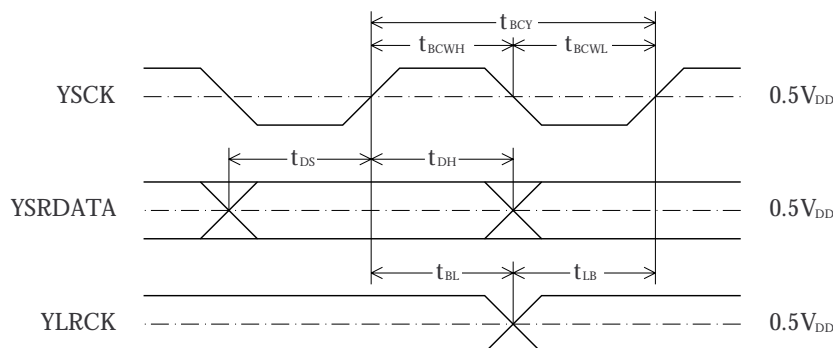 tBCY
tBCWH tBCWL
YSCK 0.5VDD
tDS tDH
YSRDATA 0.5VDD
tBL tLB
YLRCK 0.5VDD